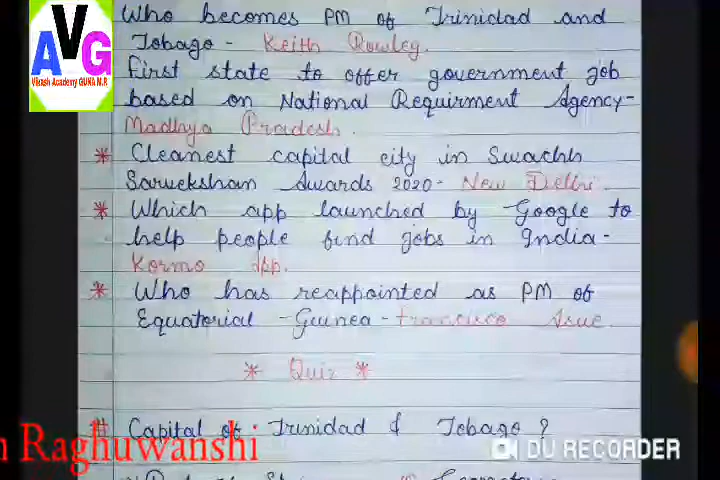 AVG
Vikash Academy GUNA M.P.
Who becomes PM of Trinidad and
Tobago- Keith Rowley.
First state to offer government job
based on National Requirment Agency-
Madhya Pradesh.
* Cleanest capital city in Swachh
Sarvekshan Awards 2020- New Delhi.
* Which app launched by Google to
help people find jobs in India-
Kormo App.
* Who has reappointed as PM of
Equatorial -Guinea- Francisco Asue
* Quiz *
# Capital of Trinidad & Tobago ?
Raghuwanshi
DU RECORDER